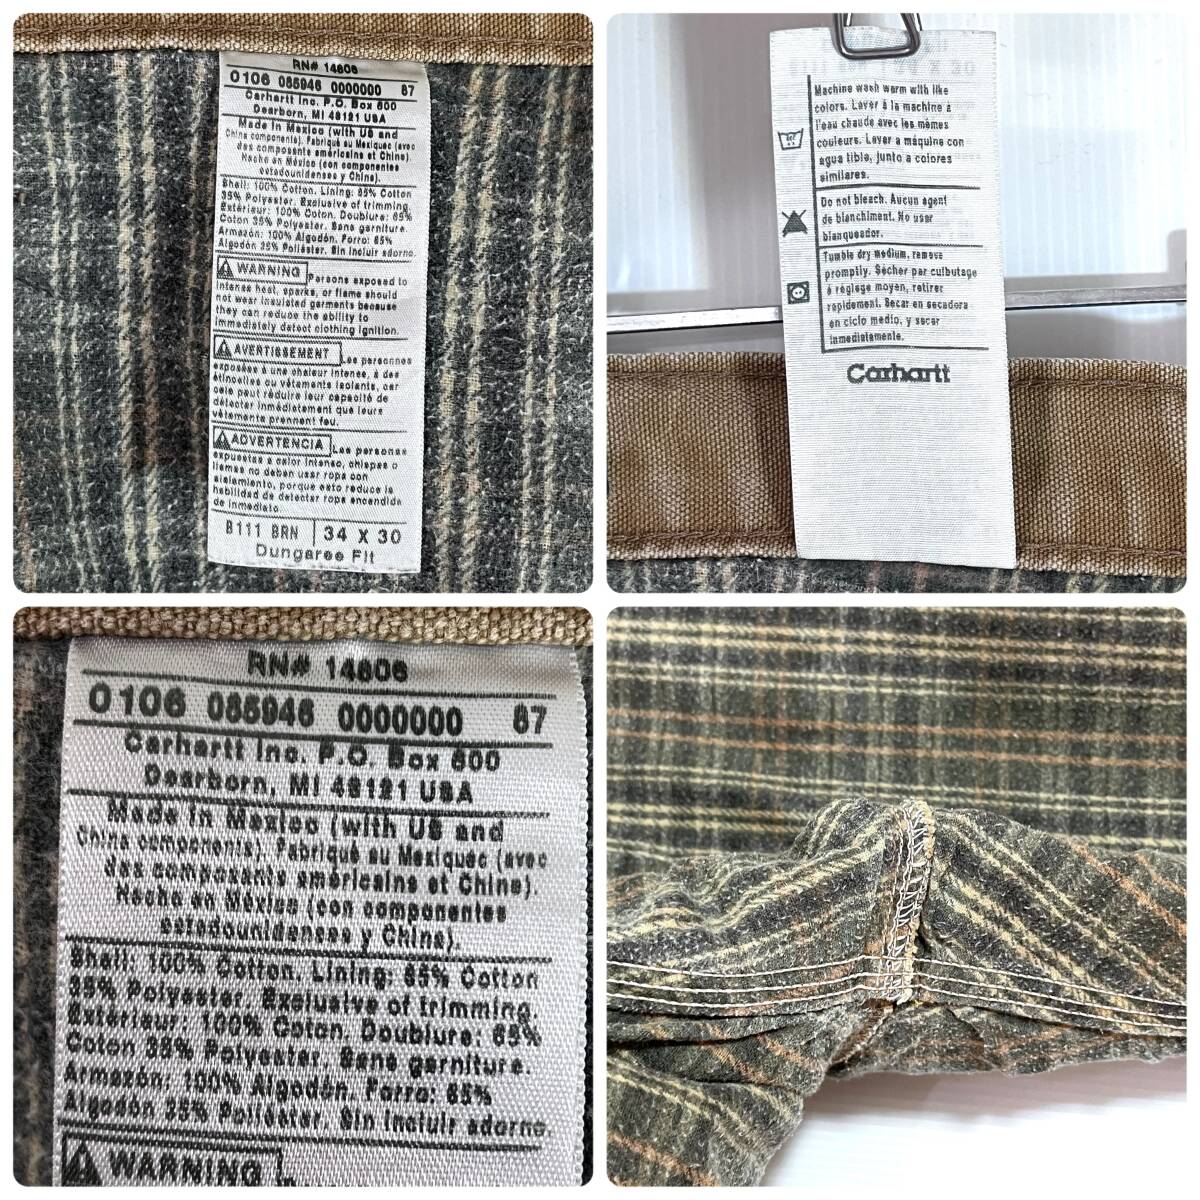 RN# 14806
0106 085946 0000000 87
Carhartt Inc. P.O. Box 600
Dearborn, MI 48121 USA
Made in Mexico (with US and
China components). Fabriqué au Mexiquec (avec
des composants américains et Chine).
Hecho en México (con componentes
estadounidenses y China).
Shell: 100% Cotton. Lining: 65% Cotton
35% Polyester. Exclusive of trimming.
Extérieur: 100% Coton. Doublure: 65%
Coton 35% Polyester. Sans garniture.
Armazón: 100% Algodón. Forro: 65%
Algodón 35% Poliéster. Sin incluir adorno.
WARNING Persons exposed to
intense heat, sparks, or flame should
not wear insulated garments because
they can reduce the ability to
immediately detect clothing ignition.
AVERTISSEMENT Les personnes
exposées a une chaleur intense, à des
étincelles ou vêtements isolants, car
cela peut réduire leur capacité de
détecter immédiatement que leurs
vêtements prennent feu.
ADVERTENCIA Las personas
expuestas a calor intenso, chispas o
llamas no deben usar ropa con
aislamiento, porque esto reduce la
habilidad de detectar ropa encendida
de inmediato.
B111 BRN 34 X 30
Dungaree Fit
Machine wash warm with like
colors. Laver à la machine à
l'eau chaude avec les mêmes
couleurs. Lavar a máquina con
agua tibia, junto a colores
similares.
Do not bleach. Aucun agent
de blanchiment. No usar
blanqueador.
Tumble dry medium, remove
promptly. Sécher par culbutage
à réglage moyen, retirer
rapidement. Secar en secadora
en ciclo medio, y sacar
inmediatamente.
Carhartt
RN# 14806
0106 085946 0000000 87
Carhartt Inc. P.O. Box 600
Dearborn, MI 48121 USA
Made in Mexico (with US and
China components). Fabriqué au Mexiquec (avec
des composants américains et Chine).
Hecho en México (con componentes
estadounidenses y China).
Shell: 100% Cotton. Lining: 65% Cotton
35% Polyester. Exclusive of trimming.
Extérieur: 100% Coton. Doublure: 65%
Coton 35% Polyester. Sans garniture.
Armazón: 100% Algodón. Forro: 65%
Algodón 35% Poliéster. Sin incluir adorno.
WARNING